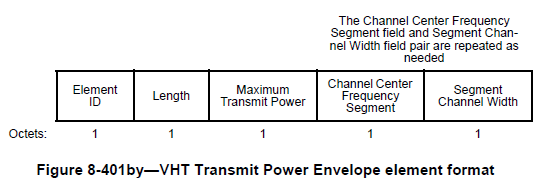 The Channel Center Frequency
Segment field and Segment Chan-
nel Width field pair are repeated as
needed
Element
ID
Length
Maximum
Transmit Power
Channel Center
Frequency
Segment
Segment
Channel Width
Octets: 1 1 1 1 1
Figure 8-401by—VHT Transmit Power Envelope element format